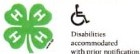 H H
H H
Disabilities
accommodated
with prior notification.